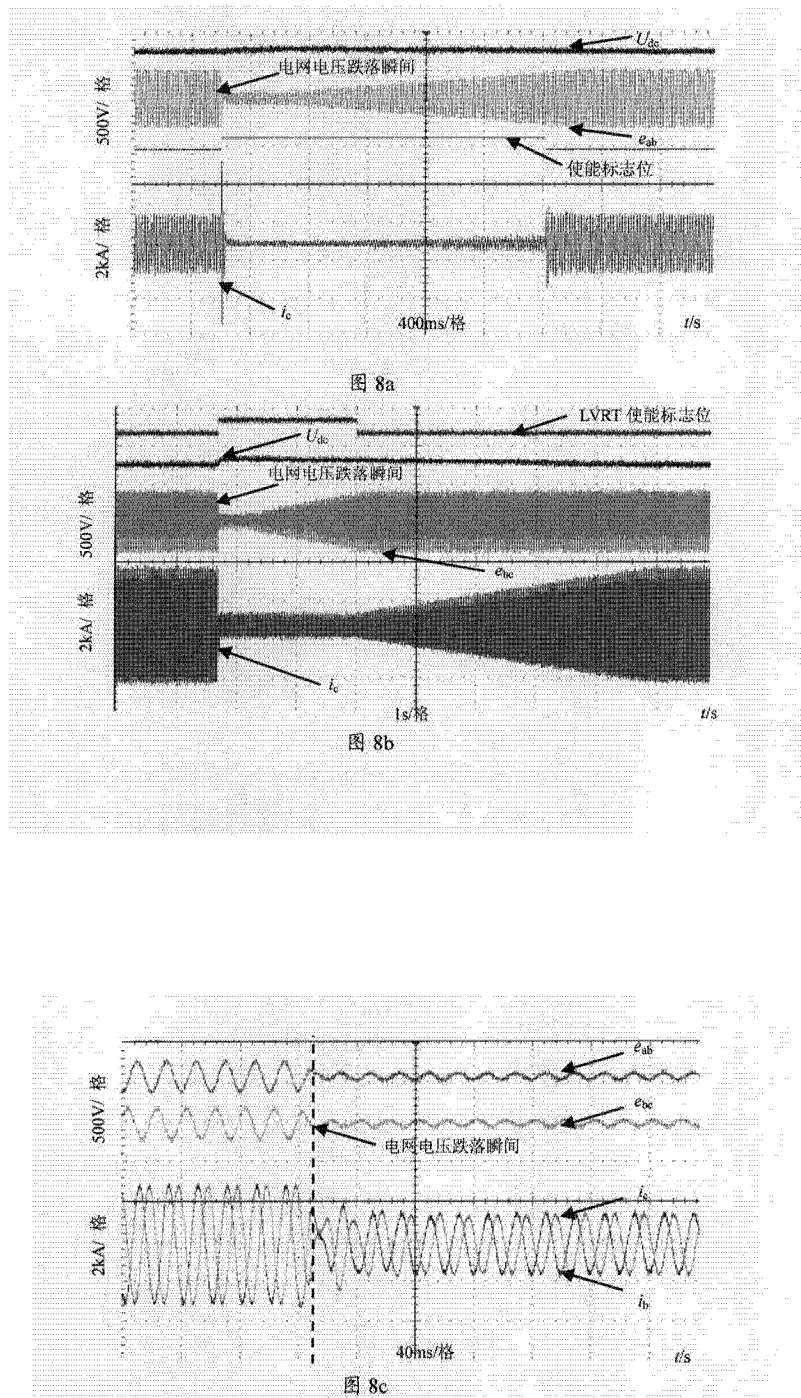 U_dc
电网电压跌落瞬间
500V/ 格
e_ab
使能标志位
2kA/ 格
i_c
400ms/格
t/s
图 8a
LVRT 使能标志位
U_dc
电网电压跌落瞬间
500V/ 格
e_bc
2kA/ 格
i_c
1s/格
t/s
图 8b
e_ab
e_bc
500V/ 格
电网电压跌落瞬间
2kA/ 格
i_b
40ms/格
t/s
图 8c